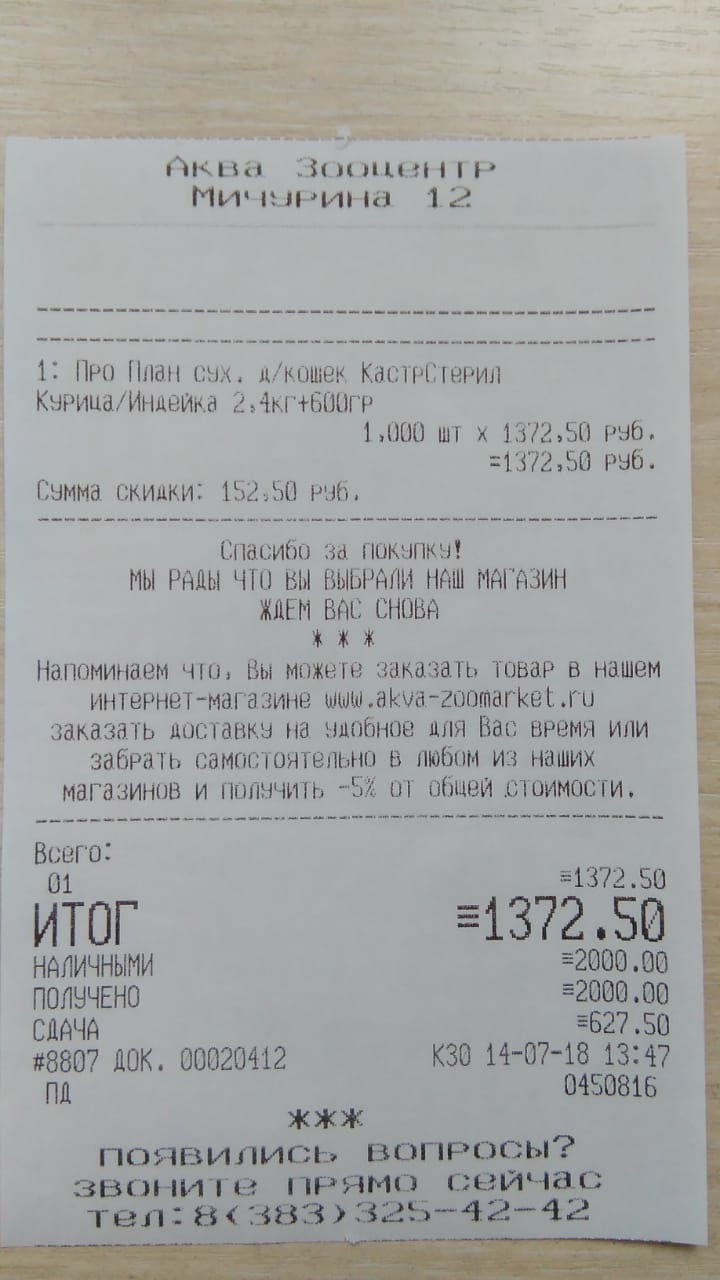 Аква Зооцентр
Мичурина 12
1: Про План сух. д/кошек КастрСтерил
Курица/Индейка 2,4кг+600гр
1,000 шт x 1372,50 руб.
=1372,50 руб.
Сумма скидки: 152,50 руб.
Спасибо за покупку!
МЫ РАДЫ ЧТО ВЫ ВЫБРАЛИ НАШ МАГАЗИН
ЖДЕМ ВАС СНОВА
* * *
Напоминаем что, Вы можете заказать товар в нашем
интернет-магазине www.akva-zoomarket.ru
заказать доставку на удобное для Вас время или
забрать самостоятельно в любом из наших
магазинов и получить -5% от общей стоимости.
Всего:
01 ≡1372.50
ИТОГ ≡1372.50
НАЛИЧНЫМИ ≡2000.00
ПОЛУЧЕНО ≡2000.00
СДАЧА ≡627.50
#8807 ДОК. 00020412 К30 14-07-18 13:47
ПД 0450816
***
ПОЯВИЛИСЬ ВОПРОСЫ?
ЗВОНИТЕ ПРЯМО СЕЙЧАС
тел:8(383)325-42-42